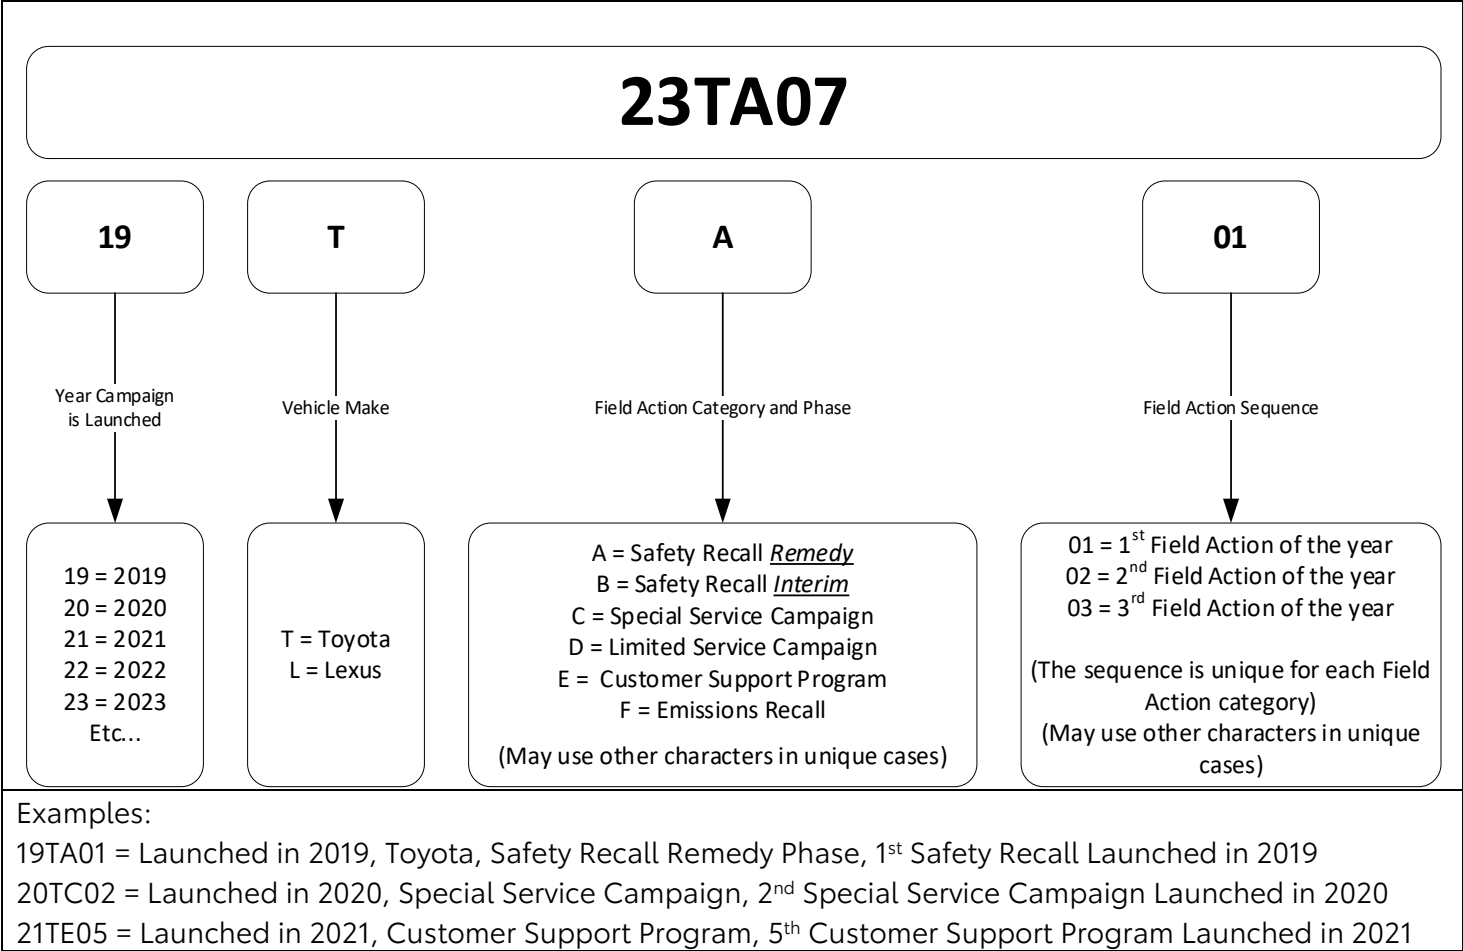 23TA07
19
T
A
01
Year Campaign
is Launched
Vehicle Make
Field Action Category and Phase
Field Action Sequence
19 = 2019
20 = 2020
21 = 2021
22 = 2022
23 = 2023
Etc...
T = Toyota
L = Lexus
A = Safety Recall Remedy
B = Safety Recall Interim
C = Special Service Campaign
D = Limited Service Campaign
E =  Customer Support Program
F = Emissions Recall
(May use other characters in unique cases)
01 = 1st Field Action of the year
02 = 2nd Field Action of the year
03 = 3rd Field Action of the year
(The sequence is unique for each Field
Action category)
(May use other characters in unique
cases)
Examples:
19TA01 = Launched in 2019, Toyota, Safety Recall Remedy Phase, 1st Safety Recall Launched in 2019
20TC02 = Launched in 2020, Special Service Campaign, 2nd Special Service Campaign Launched in 2020
21TE05 = Launched in 2021, Customer Support Program, 5th Customer Support Program Launched in 2021